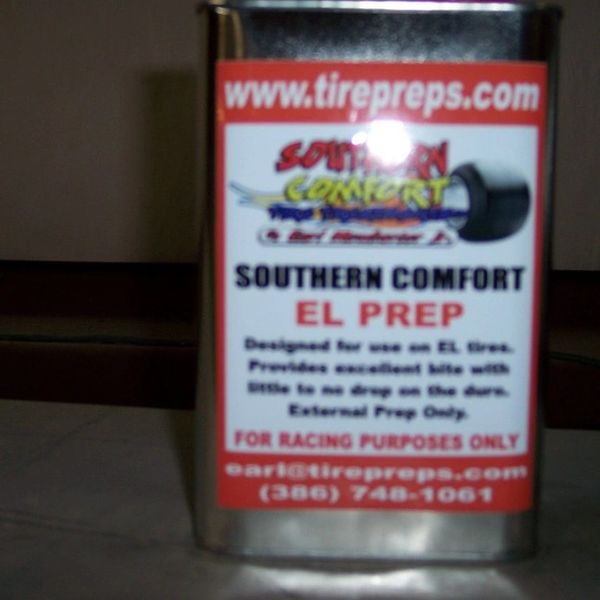 www.tirepreps.com
SOUTHERN
COMFORT
SOUTHERN COMFORT
EL PREP
Designed for use on EL tires.
Provides excellent bite with
little to no drop on the duro.
External Prep Only.
FOR RACING PURPOSES ONLY
earl@tirepreps.com
(386) 748-1061